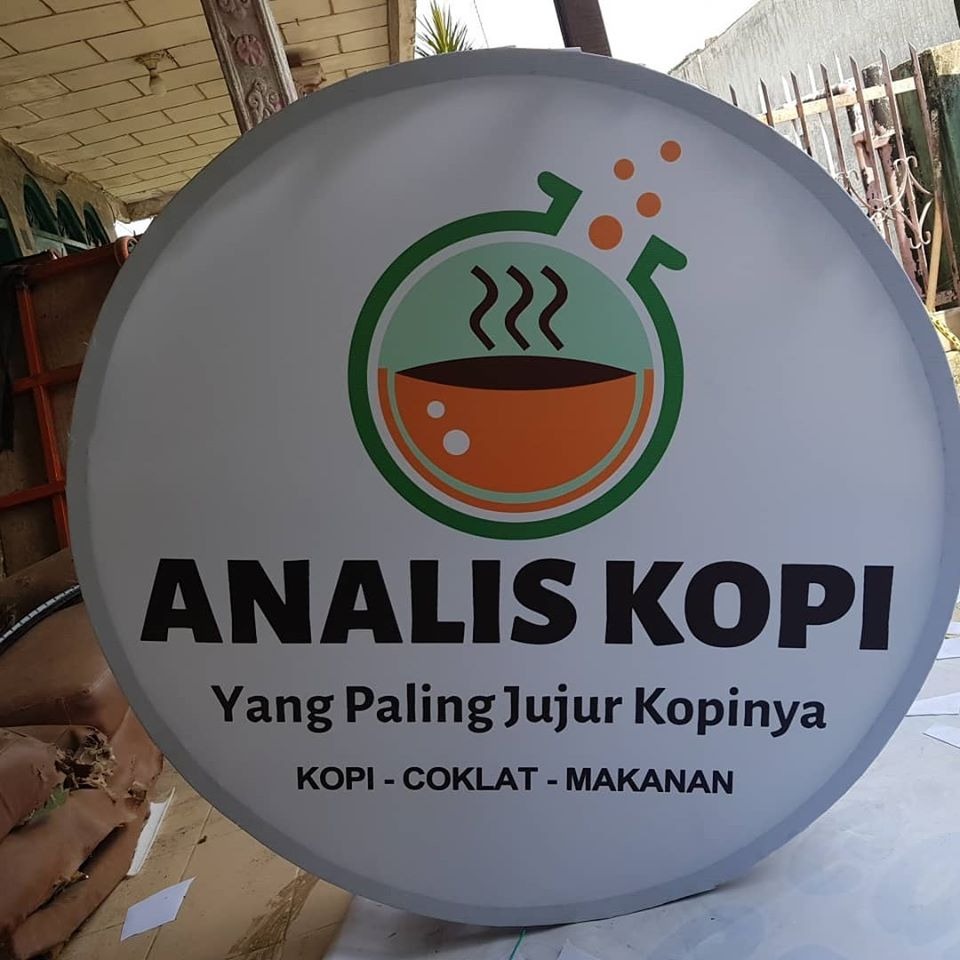 ANALIS KOPI
Yang Paling Jujur Kopinya
KOPI - COKLAT - MAKANAN